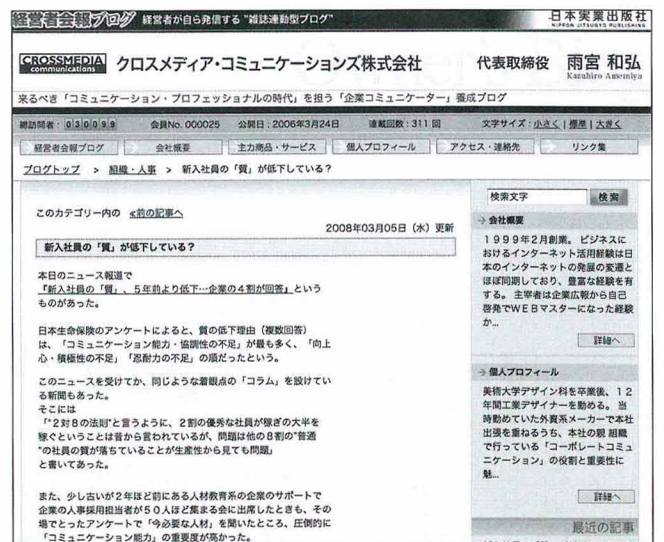 経営者会報ブログ 経営者が自ら発信する "雑誌連動型ブログ"
日本実業出版社
NIPPON JITSUGYO PUBLISHING
CROSSMEDIA communications
クロスメディア・コミュニケーションズ株式会社
代表取締役 雨宮 和弘
Kazuhiro Amemiya
来るべき「コミュニケーション・プロフェッショナルの時代」を担う「企業コミュニケーター」養成ブログ
総訪問者：030099 会員No. 000025 公開日：2006年3月24日 連載回数：311 回 文字サイズ：小さく | 標準 | 大きく
経営者会報ブログ 会社概要 主力商品・サービス 個人プロフィール アクセス・連絡先 リンク集
ブログトップ > 組織・人事 > 新入社員の「質」が低下している？
このカテゴリー内の ≪前の記事へ
2008年03月05日（水）更新
新入社員の「質」が低下している？
本日のニュース報道で
『新入社員の「質」、５年前より低下…企業の４割が回答』という
ものがあった。
日本生命保険のアンケートによると、質の低下理由（複数回答）
は、「コミュニケーション能力・協調性の不足」が最も多く、「向上
心・積極性の不足」「忍耐力の不足」の順だったという。
このニュースを受けてか、同じような着眼点の「コラム」を設けてい
る新聞もあった。
そこには
「"２対８の法則"と言うように、２割の優秀な社員が稼ぎの大半を
稼ぐということは昔から言われているが、問題は他の８割の"普通
"の社員の質が落ちていることが生産性から見ても問題」
と書いてあった。
また、少し古いが２年ほど前にある人材教育系の企業のサポートで
企業の人事採用担当者が５０人ほど集まる会に出席したときも、その
場でとったアンケートで「今必要な人材」を聞いたところ、圧倒的に
「コミュニケーション能力」の重要度が高かった。
検索文字 検索
会社概要
１９９９年２月創業。 ビジネスに
おけるインターネット活用経験は日
本のインターネットの発展の変遷と
ほぼ同期しており、豊富な経験を有
する。 主宰者は企業広報から自己
啓発でＷＥＢマスターになった経験
か...
詳細へ
個人プロフィール
美術大学デザイン科を卒業後、１２
年間工業デザイナーを勤める。 当
時勤めていた外資系メーカーで本社
出張を重ねるうち、本社の親 組織
で行っている「コーポレートコミュ
ニケーション」の役割と重要性に
魅...
詳細へ
最近の記事